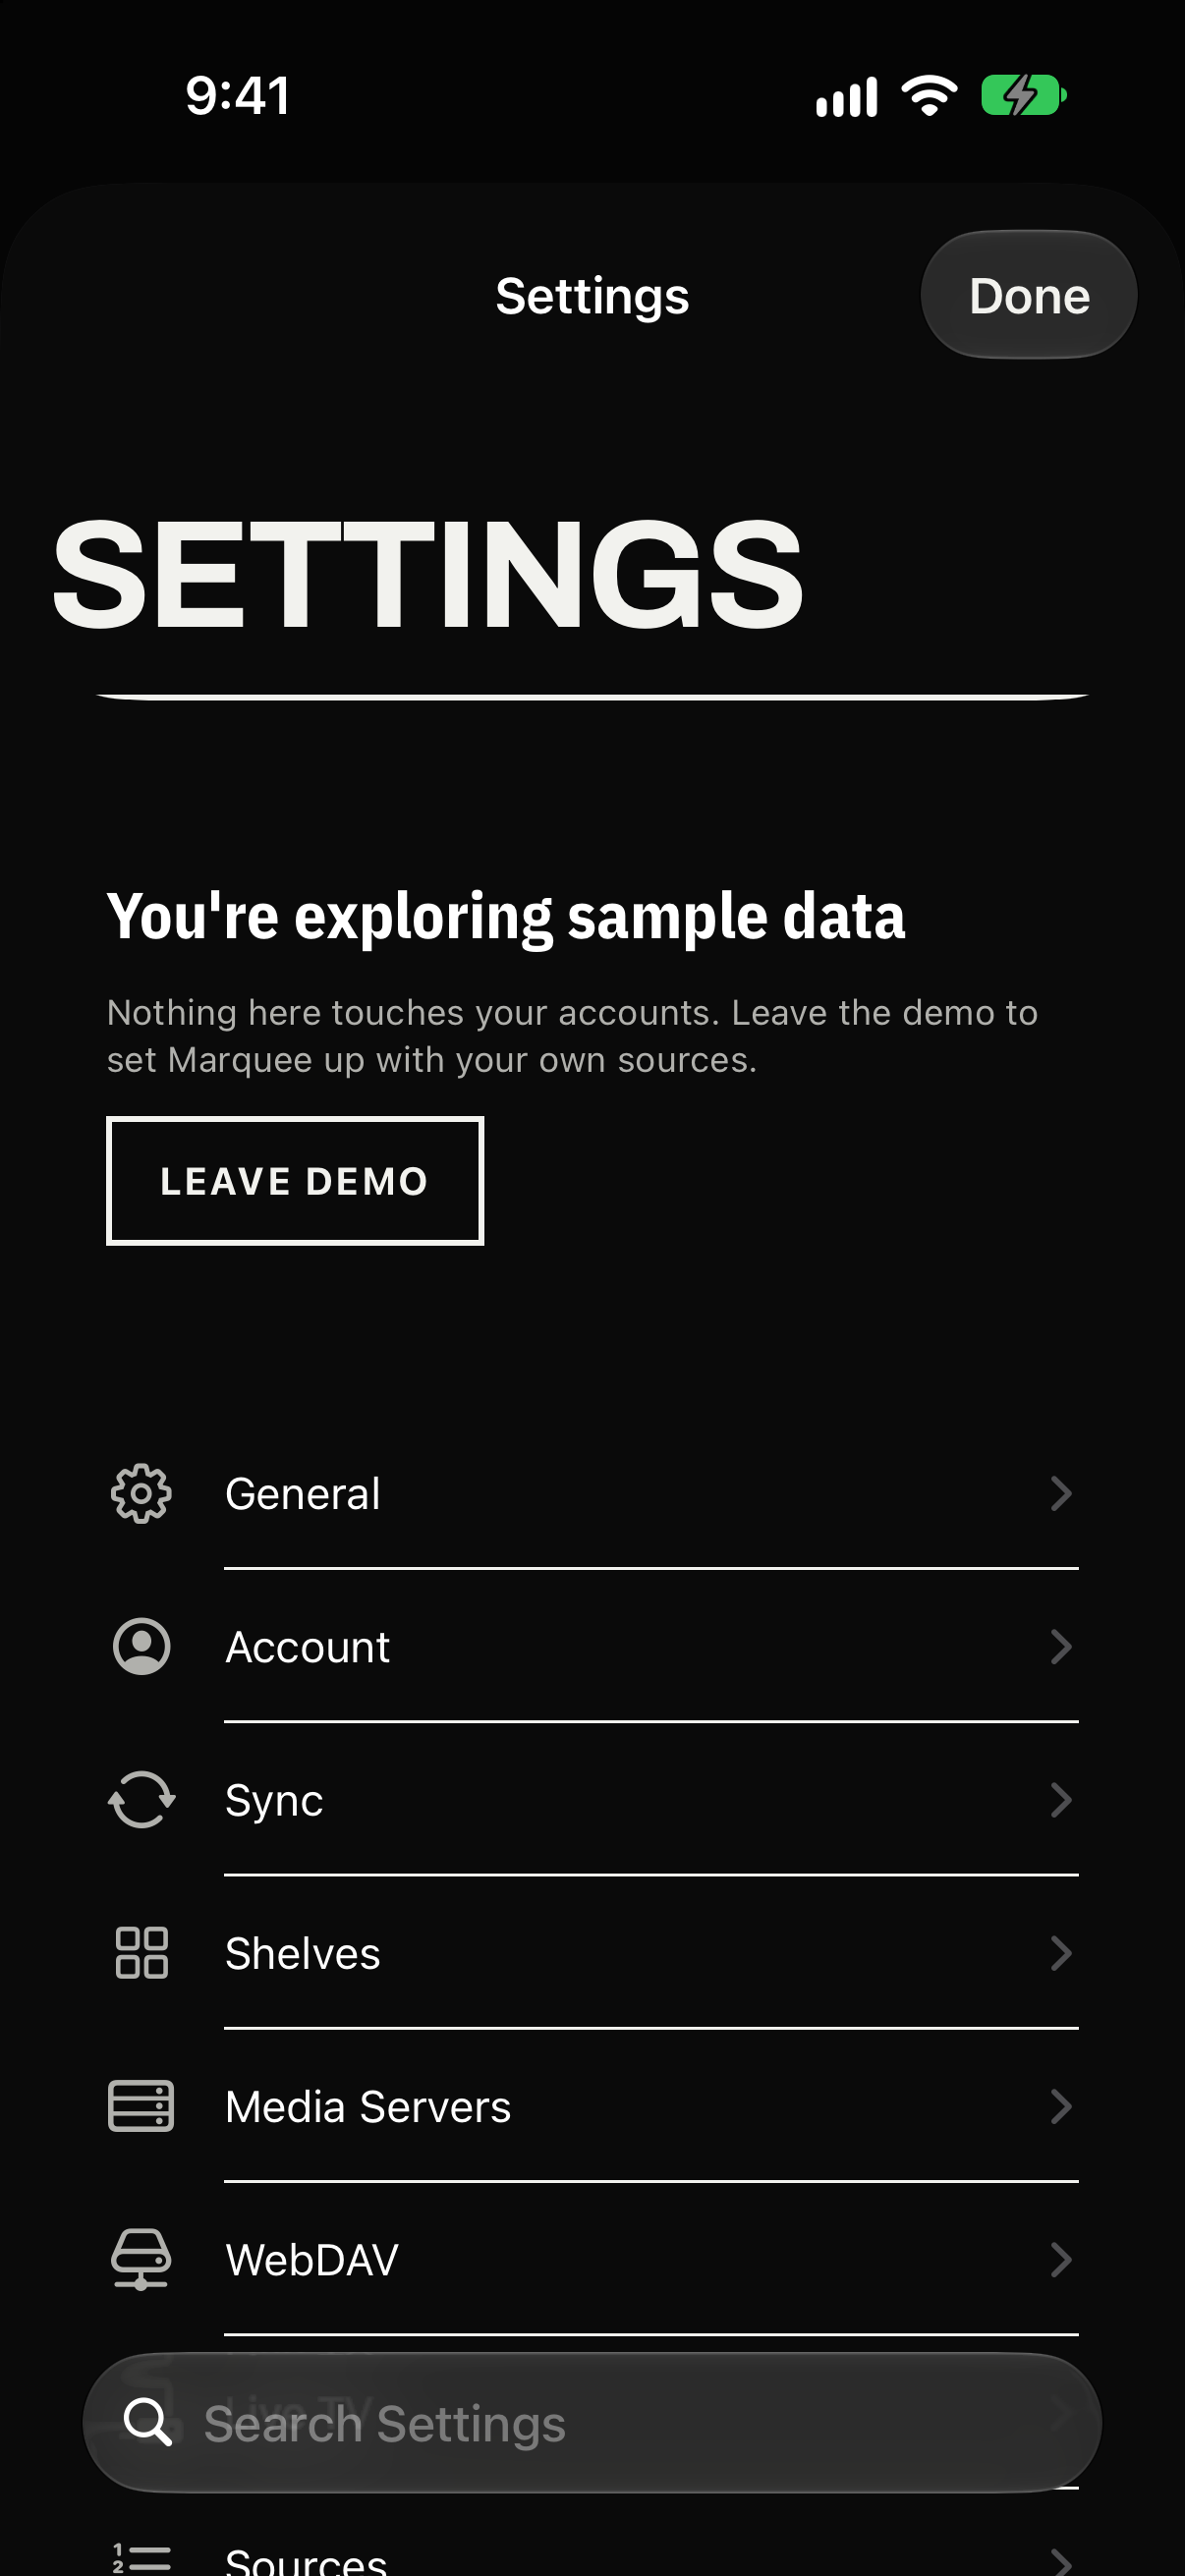 9:41
Settings
Done
SETTINGS
You're exploring sample data
Nothing here touches your accounts. Leave the demo to
set Marquee up with your own sources.
LEAVE DEMO
General
Account
Sync
Shelves
Media Servers
WebDAV
Live TV
Search Settings
Sources